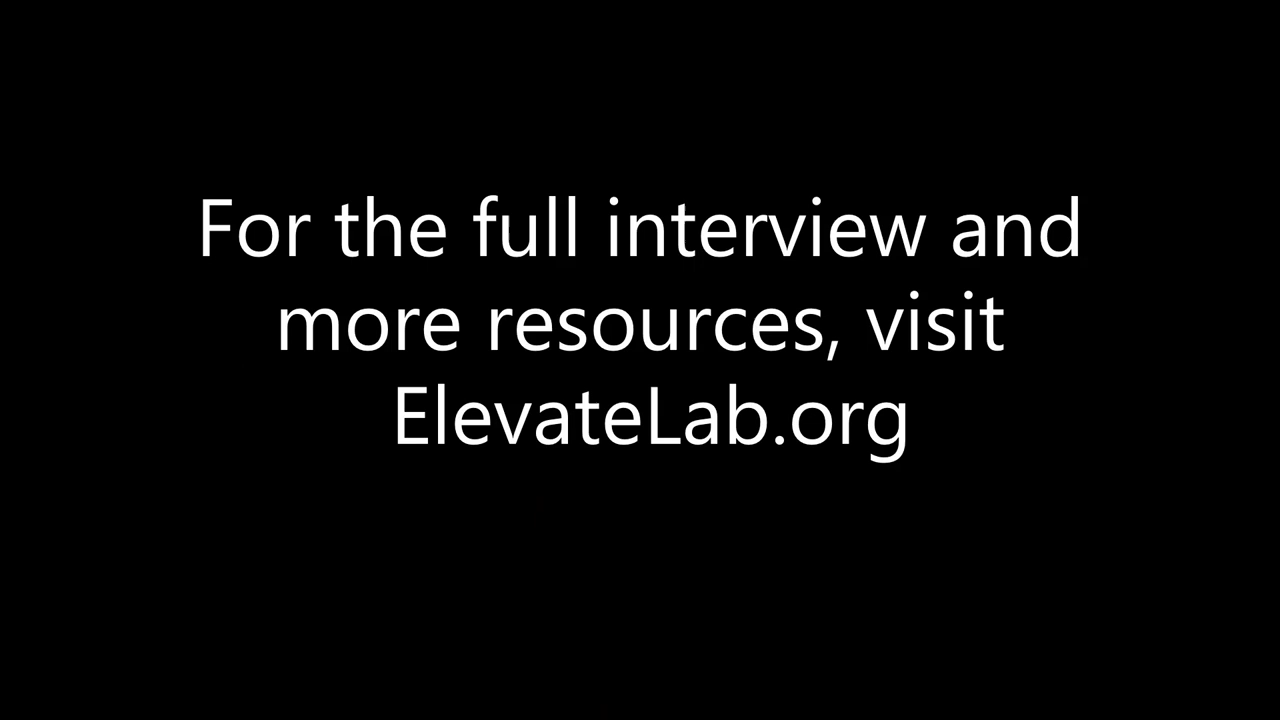 For the full interview and
more resources, visit
ElevateLab.org